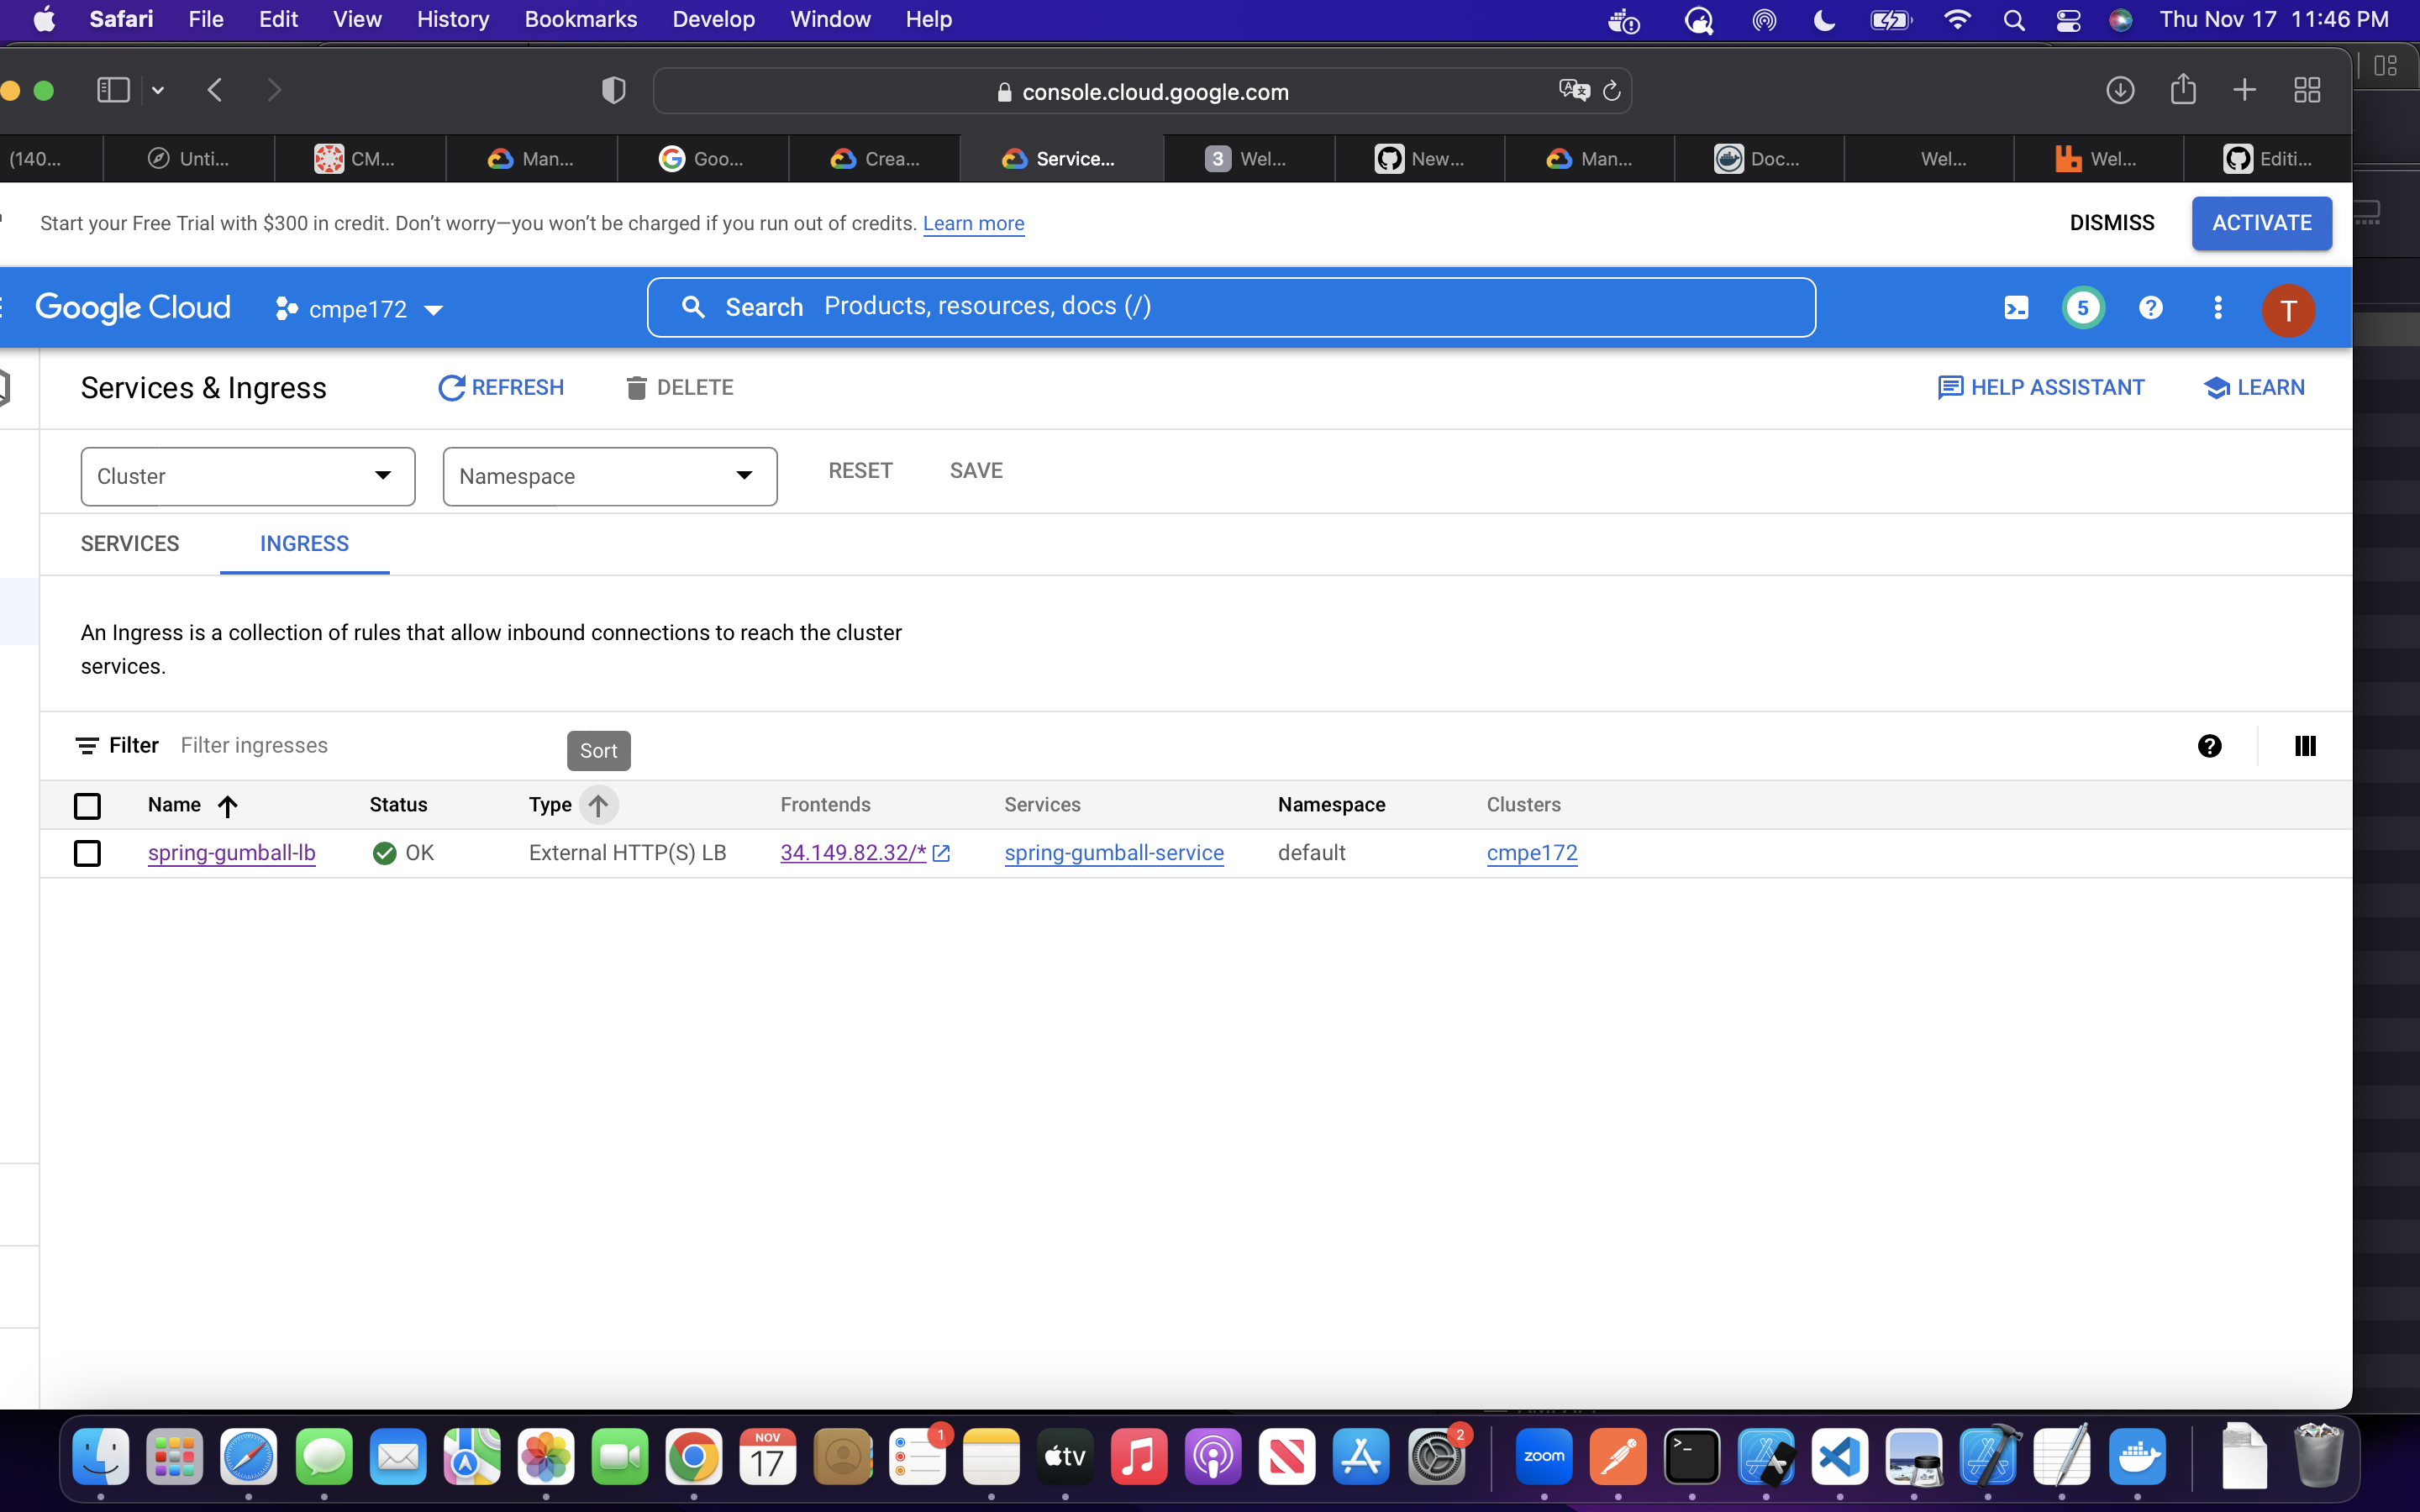 Safari File Edit View History Bookmarks Develop Window Help Thu Nov 17 11:46 PM
console.cloud.google.com
(140... Unti... CM... Man... Goo... Crea... Service... 3 Wel... New... Man... Doc... Wel... Wel... Editi...
Start your Free Trial with $300 in credit. Don’t worry—you won’t be charged if you run out of credits. Learn more DISMISS ACTIVATE
Google Cloud cmpe172 Search Products, resources, docs (/) 5 ? T
Services & Ingress REFRESH DELETE HELP ASSISTANT LEARN
Cluster Namespace RESET SAVE
SERVICES INGRESS
An Ingress is a collection of rules that allow inbound connections to reach the cluster
services.
Filter Filter ingresses Sort ?
Name Status Type Frontends Services Namespace Clusters
spring-gumball-lb OK External HTTP(S) LB 34.149.82.32/* spring-gumball-service default cmpe172
NOV 17 1 tv 2 zoom >_